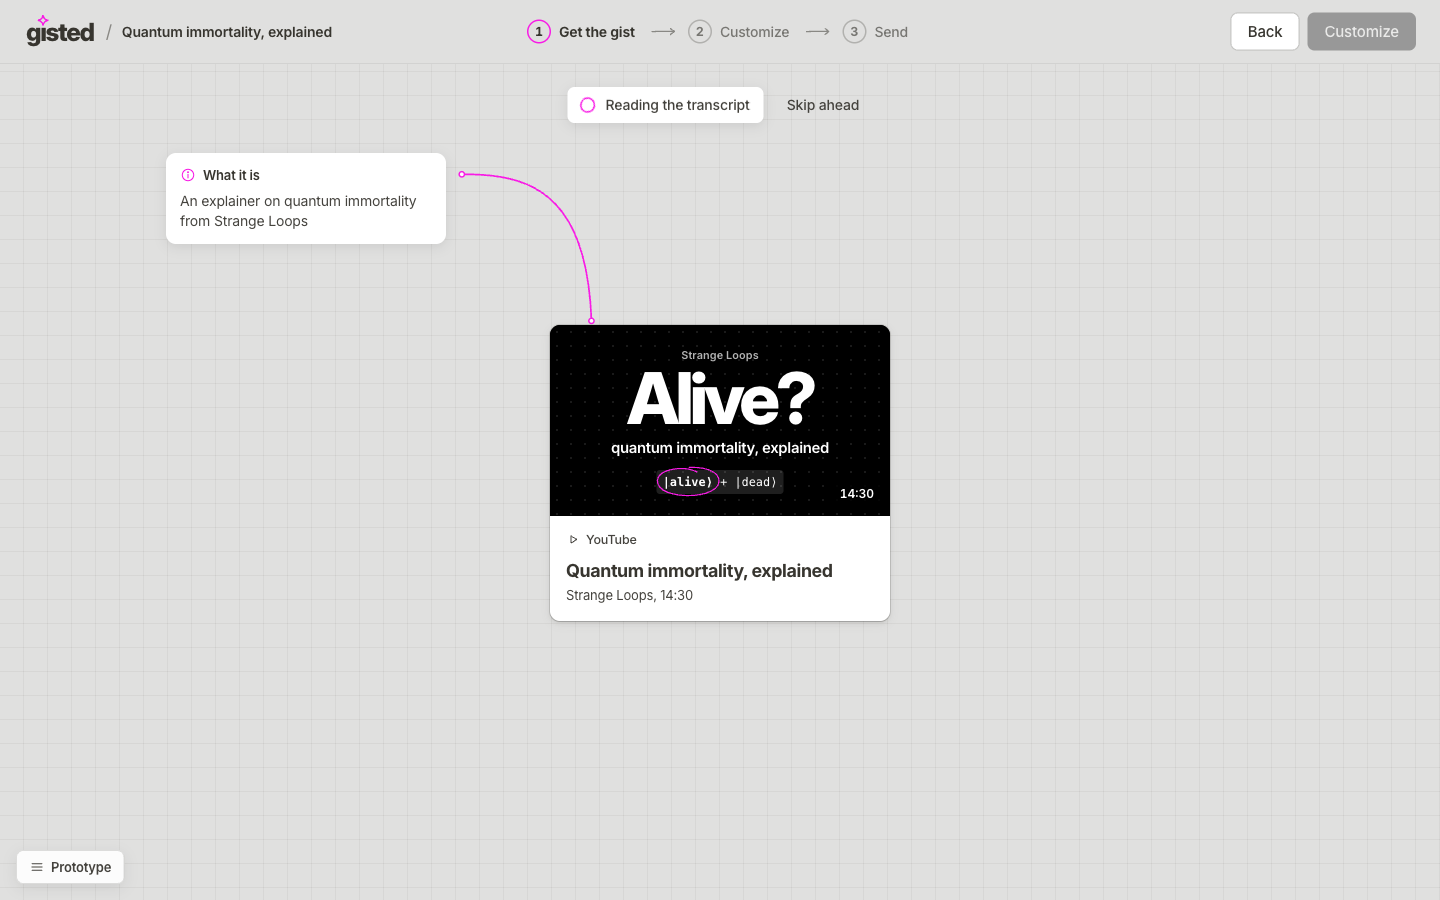 gisted / Quantum immortality, explained
1 Get the gist
2 Customize
3 Send
Back
Customize
Reading the transcript
Skip ahead
What it is
An explainer on quantum immortality
from Strange Loops
Strange Loops
Alive?
quantum immortality, explained
|alive⟩ + |dead⟩
14:30
YouTube
Quantum immortality, explained
Strange Loops, 14:30
Prototype